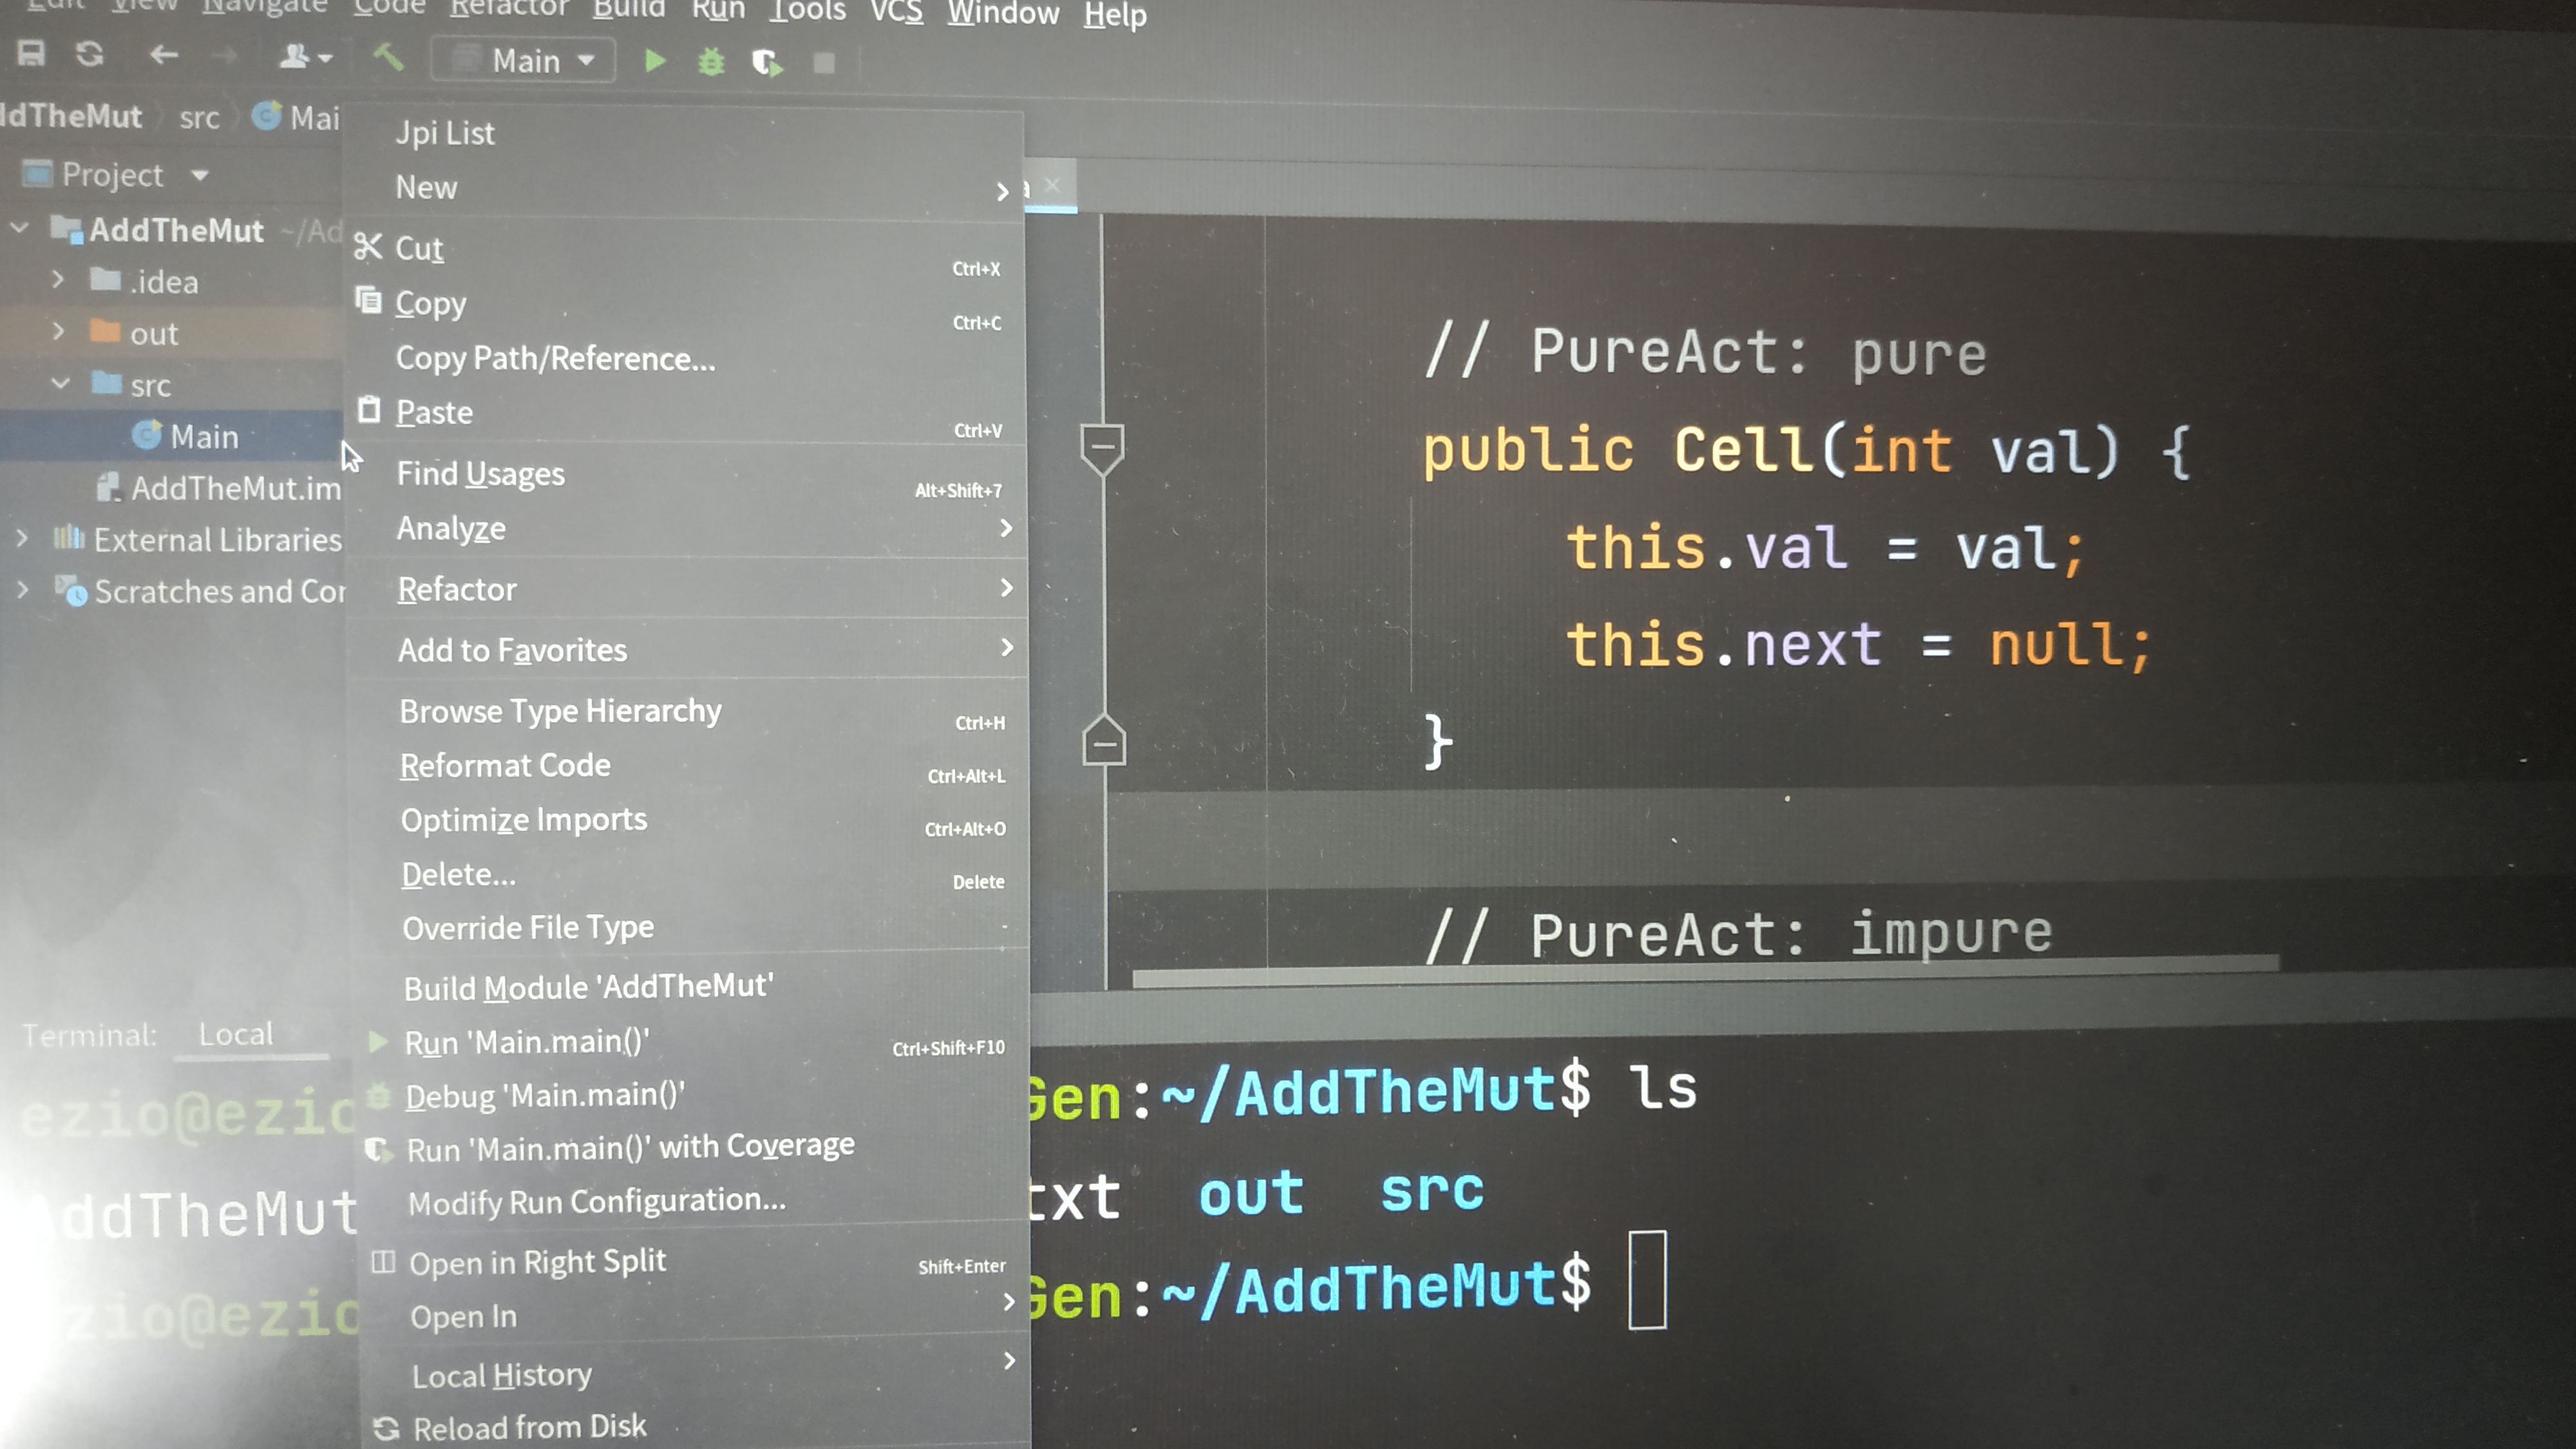 Edit View Navigate Code Refactor Build Run Tools VCS Window Help
Main
ddTheMut src Mai
Project
AddTheMut ~/Ad
.idea
out
src
Main
AddTheMut.im
External Libraries
Scratches and Con
Jpi List
New
Cut Ctrl+X
Copy Ctrl+C
Copy Path/Reference...
Paste Ctrl+V
Find Usages Alt+Shift+7
Analyze
Refactor
Add to Favorites
Browse Type Hierarchy Ctrl+H
Reformat Code Ctrl+Alt+L
Optimize Imports Ctrl+Alt+O
Delete... Delete
Override File Type
Build Module 'AddTheMut'
Run 'Main.main()' Ctrl+Shift+F10
Debug 'Main.main()'
Run 'Main.main()' with Coverage
Modify Run Configuration...
Open in Right Split Shift+Enter
Open In
Local History
Reload from Disk
// PureAct: pure
public Cell(int val) {
this.val = val;
this.next = null;
}
// PureAct: impure
Terminal: Local
ezio@ezio Gen:~/AddTheMut$ ls
AddTheMut txt out src
ezio@ezio Gen:~/AddTheMut$